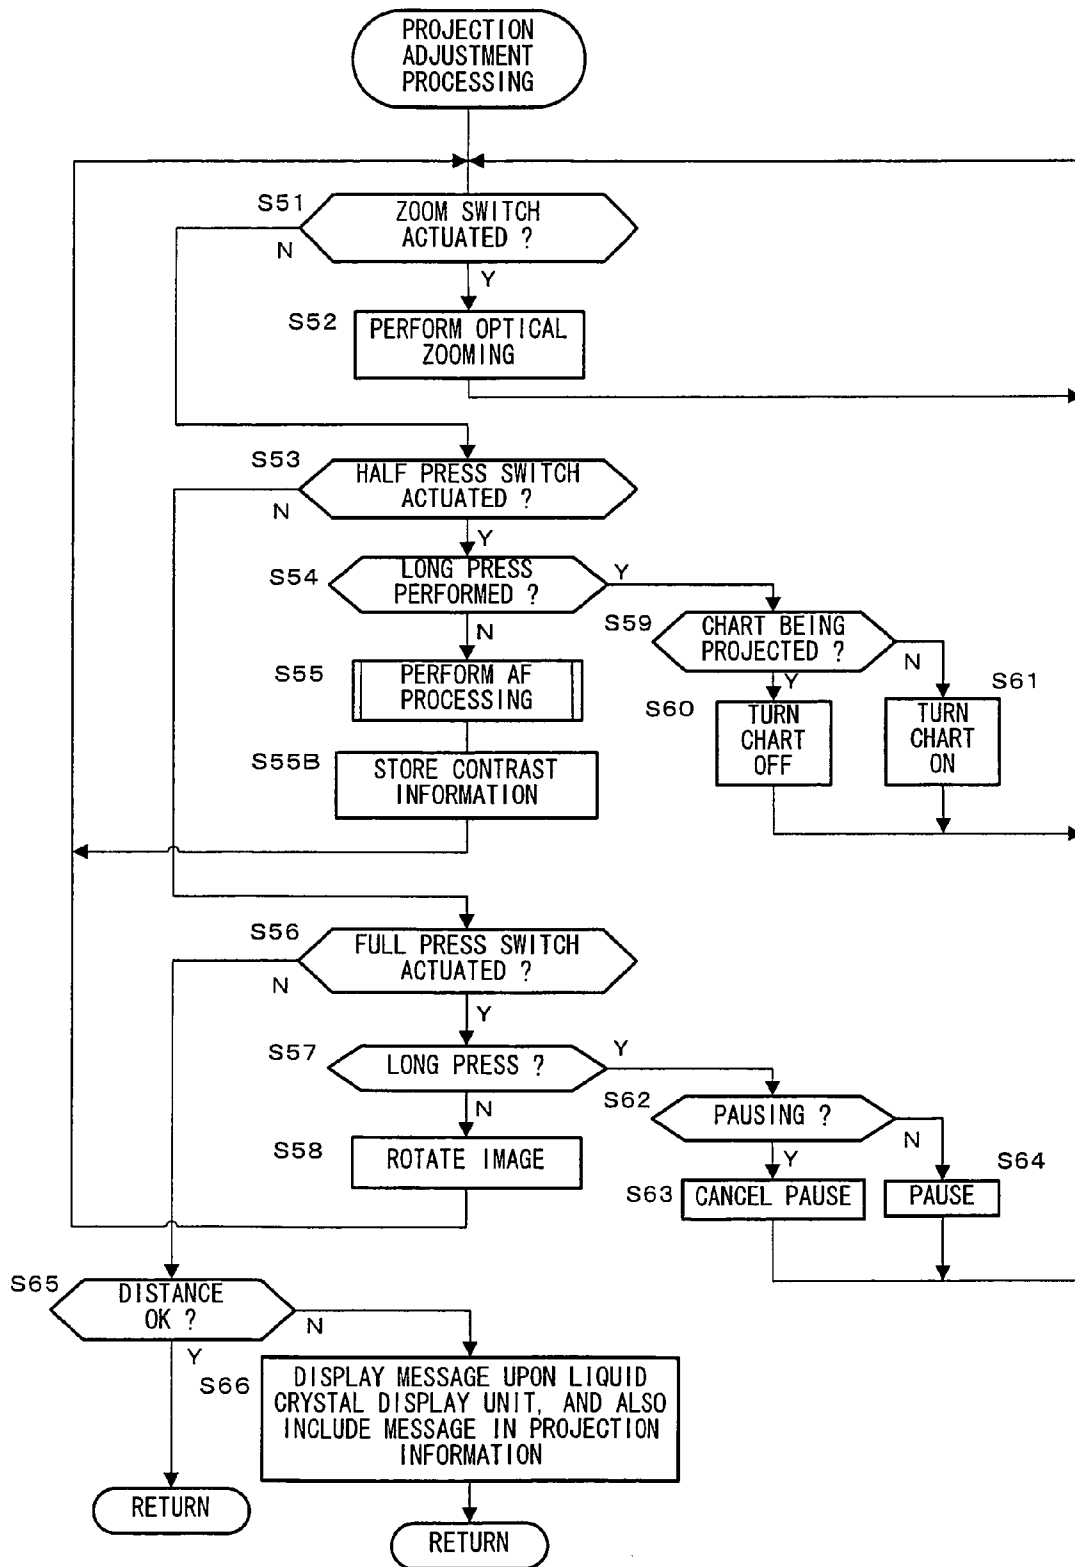 PROJECTION
ADJUSTMENT
PROCESSING
S51
ZOOM SWITCH
ACTUATED ?
N
Y
S52
PERFORM OPTICAL
ZOOMING
S53
HALF PRESS SWITCH
ACTUATED ?
N
Y
S54
LONG PRESS
PERFORMED ?
Y
N
S59
CHART BEING
PROJECTED ?
N
Y
S55
PERFORM AF
PROCESSING
S60
TURN
CHART
OFF
S61
TURN
CHART
ON
S55B
STORE CONTRAST
INFORMATION
S56
FULL PRESS SWITCH
ACTUATED ?
N
Y
S57
LONG PRESS ?
Y
N
S62
PAUSING ?
N
Y
S58
ROTATE IMAGE
S63
CANCEL PAUSE
S64
PAUSE
S65
DISTANCE
OK ?
N
Y
S66
DISPLAY MESSAGE UPON LIQUID
CRYSTAL DISPLAY UNIT, AND ALSO
INCLUDE MESSAGE IN PROJECTION
INFORMATION
RETURN
RETURN